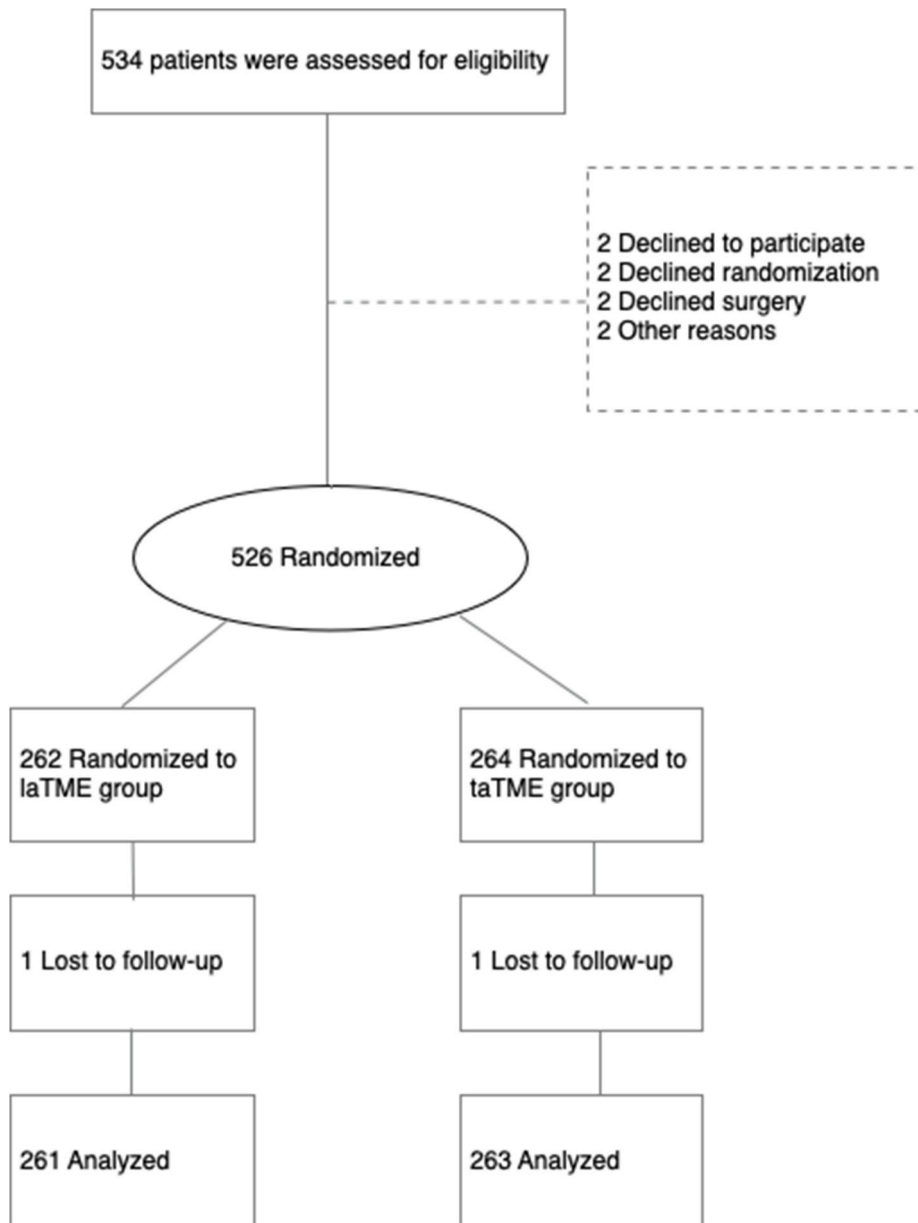 534 patients were assessed for eligibility
2 Declined to participate
2 Declined randomization
2 Declined surgery
2 Other reasons
526 Randomized
262 Randomized to
laTME group
264 Randomized to
taTME group
1 Lost to follow-up
1 Lost to follow-up
261 Analyzed
263 Analyzed